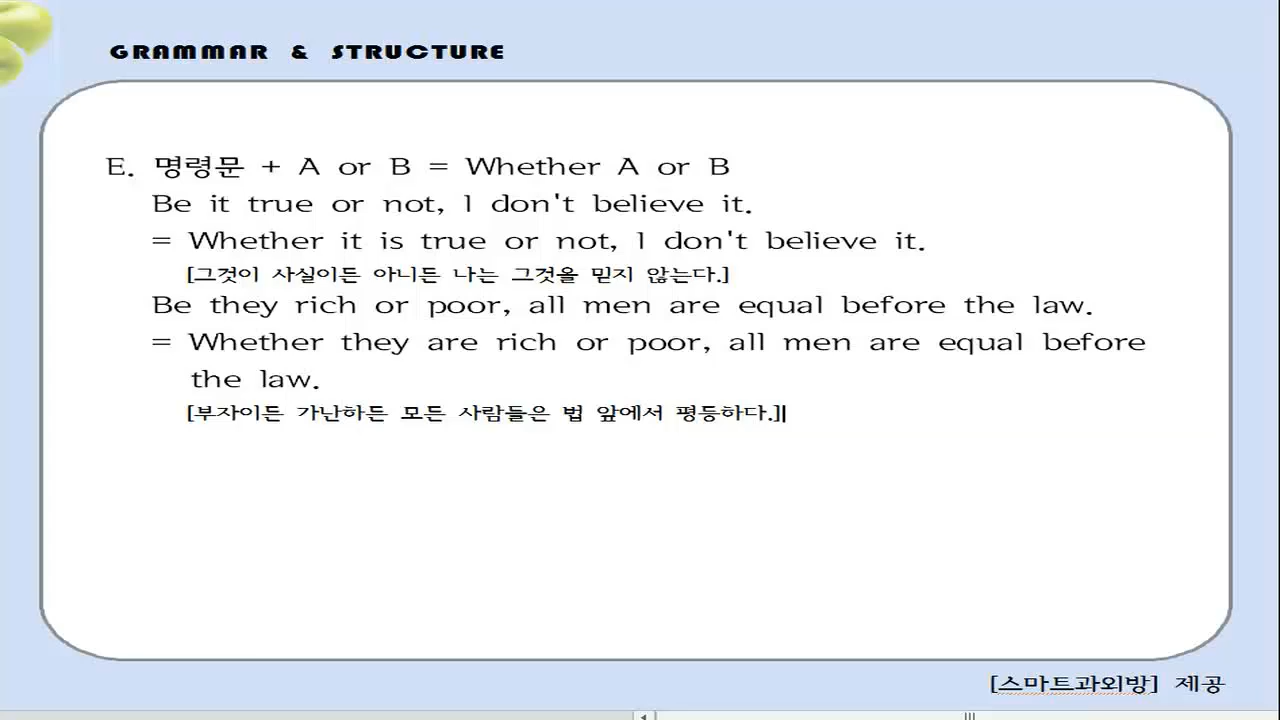 GRAMMAR & STRUCTURE
E. 명령문 + A or B = Whether A or B
Be it true or not, I don't believe it.
= Whether it is true or not, I don't believe it.
[그것이 사실이든 아니든 나는 그것을 믿지 않는다.]
Be they rich or poor, all men are equal before the law.
= Whether they are rich or poor, all men are equal before
the law.
[부자이든 가난하든 모든 사람들은 법 앞에서 평등하다.]
[스마트과외방] 제공